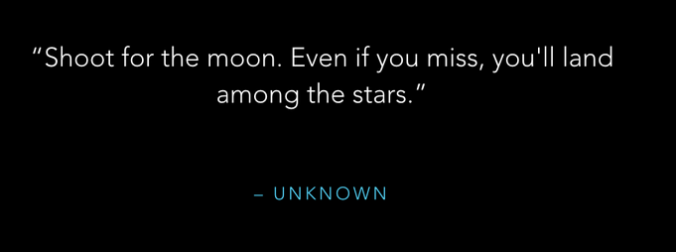 “Shoot for the moon. Even if you miss, you'll land
among the stars.”
– UNKNOWN